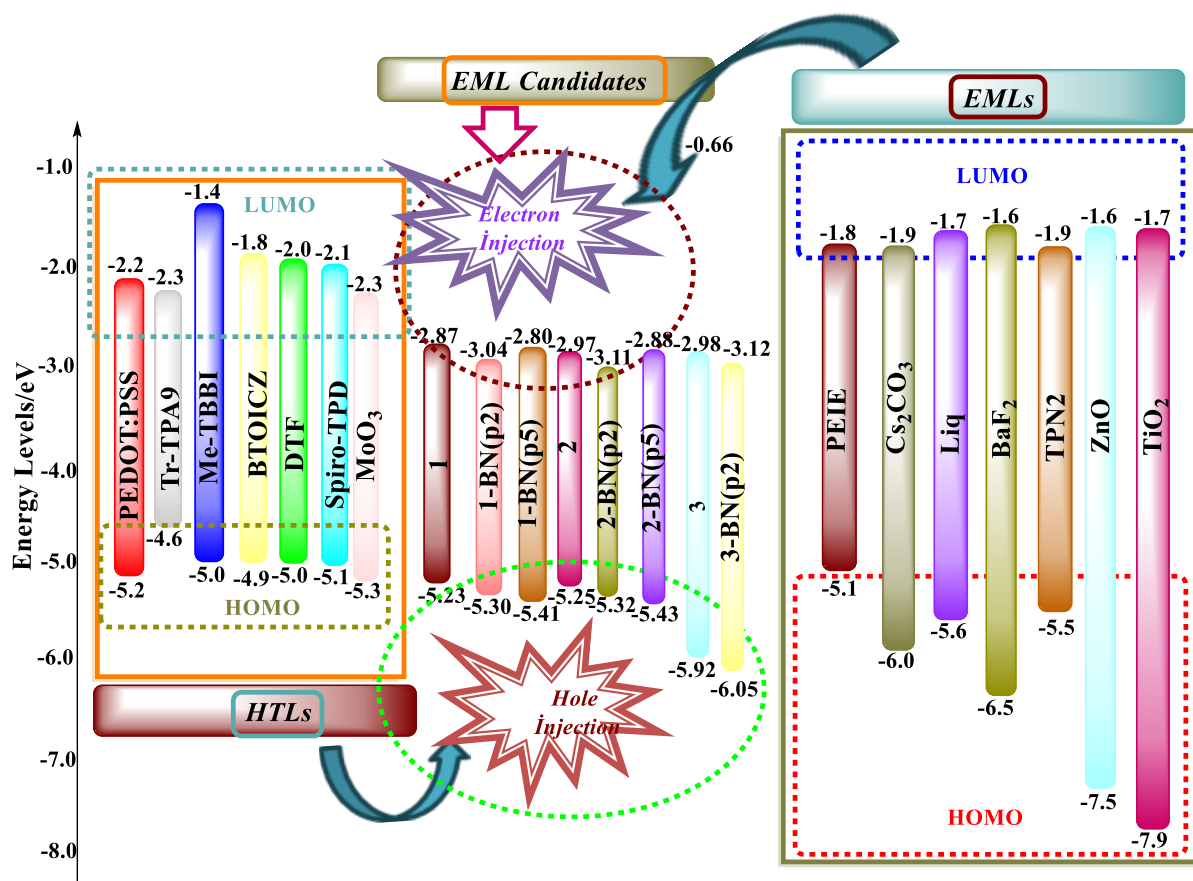 EML Candidates
EMLs
-0.66
Energy Levels/eV
-1.0
-2.0
-3.0
-4.0
-5.0
-6.0
-7.0
-8.0
LUMO
-2.2
-2.3
-1.4
-1.8
-2.0
-2.1
-2.3
PEDOT:PSS
Tr-TPA9
Me-TBBI
BTOICZ
DTF
Spiro-TPD
MoO3
-5.2
-4.6
-5.0
-4.9
-5.0
-5.1
-5.3
HOMO
HTLs
Electron
İnjection
-2.87
-3.04
-2.80
-2.97
-3.11
-2.88
-2.98
-3.12
1
1-BN(p2)
1-BN(p5)
2
2-BN(p2)
2-BN(p5)
3
3-BN(p2)
-5.23
-5.30
-5.41
-5.25
-5.32
-5.43
-5.92
-6.05
Hole
İnjection
LUMO
-1.8
-1.9
-1.7
-1.6
-1.9
-1.6
-1.7
PEIE
Cs2CO3
Liq
BaF2
TPN2
ZnO
TiO2
-5.1
-6.0
-5.6
-6.5
-5.5
-7.5
-7.9
HOMO